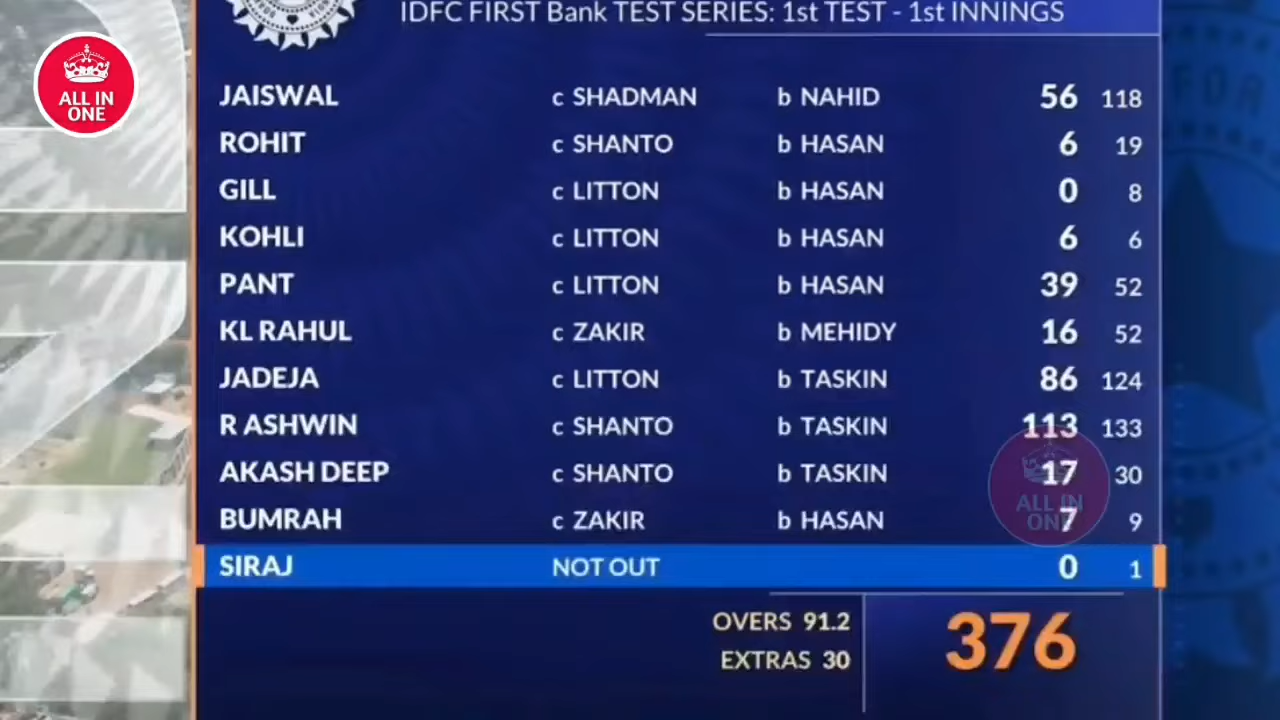 IDFC FIRST Bank TEST SERIES: 1st TEST - 1st INNINGS
ALL IN
ONE
JAISWAL c SHADMAN b NAHID 56 118
ROHIT c SHANTO b HASAN 6 19
GILL c LITTON b HASAN 0 8
KOHLI c LITTON b HASAN 6 6
PANT c LITTON b HASAN 39 52
KL RAHUL c ZAKIR b MEHIDY 16 52
JADEJA c LITTON b TASKIN 86 124
R ASHWIN c SHANTO b TASKIN 113 133
AKASH DEEP c SHANTO b TASKIN 17 30
ALL IN
ONE
BUMRAH c ZAKIR b HASAN 7 9
SIRAJ NOT OUT 0 1
OVERS 91.2
EXTRAS 30
376